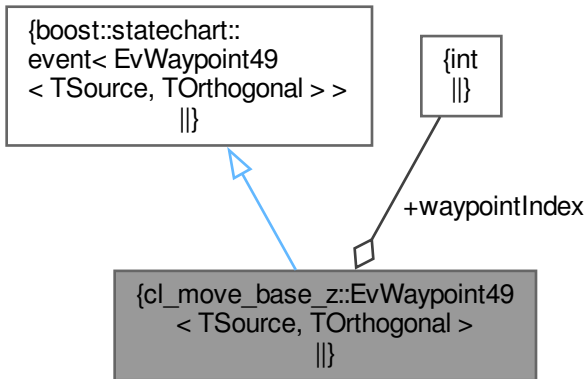 {boost::statechart::
event< EvWaypoint49
< TSource, TOrthogonal > >
||}
{int
||}
+waypointIndex
{cl_move_base_z::EvWaypoint49
< TSource, TOrthogonal >
||}